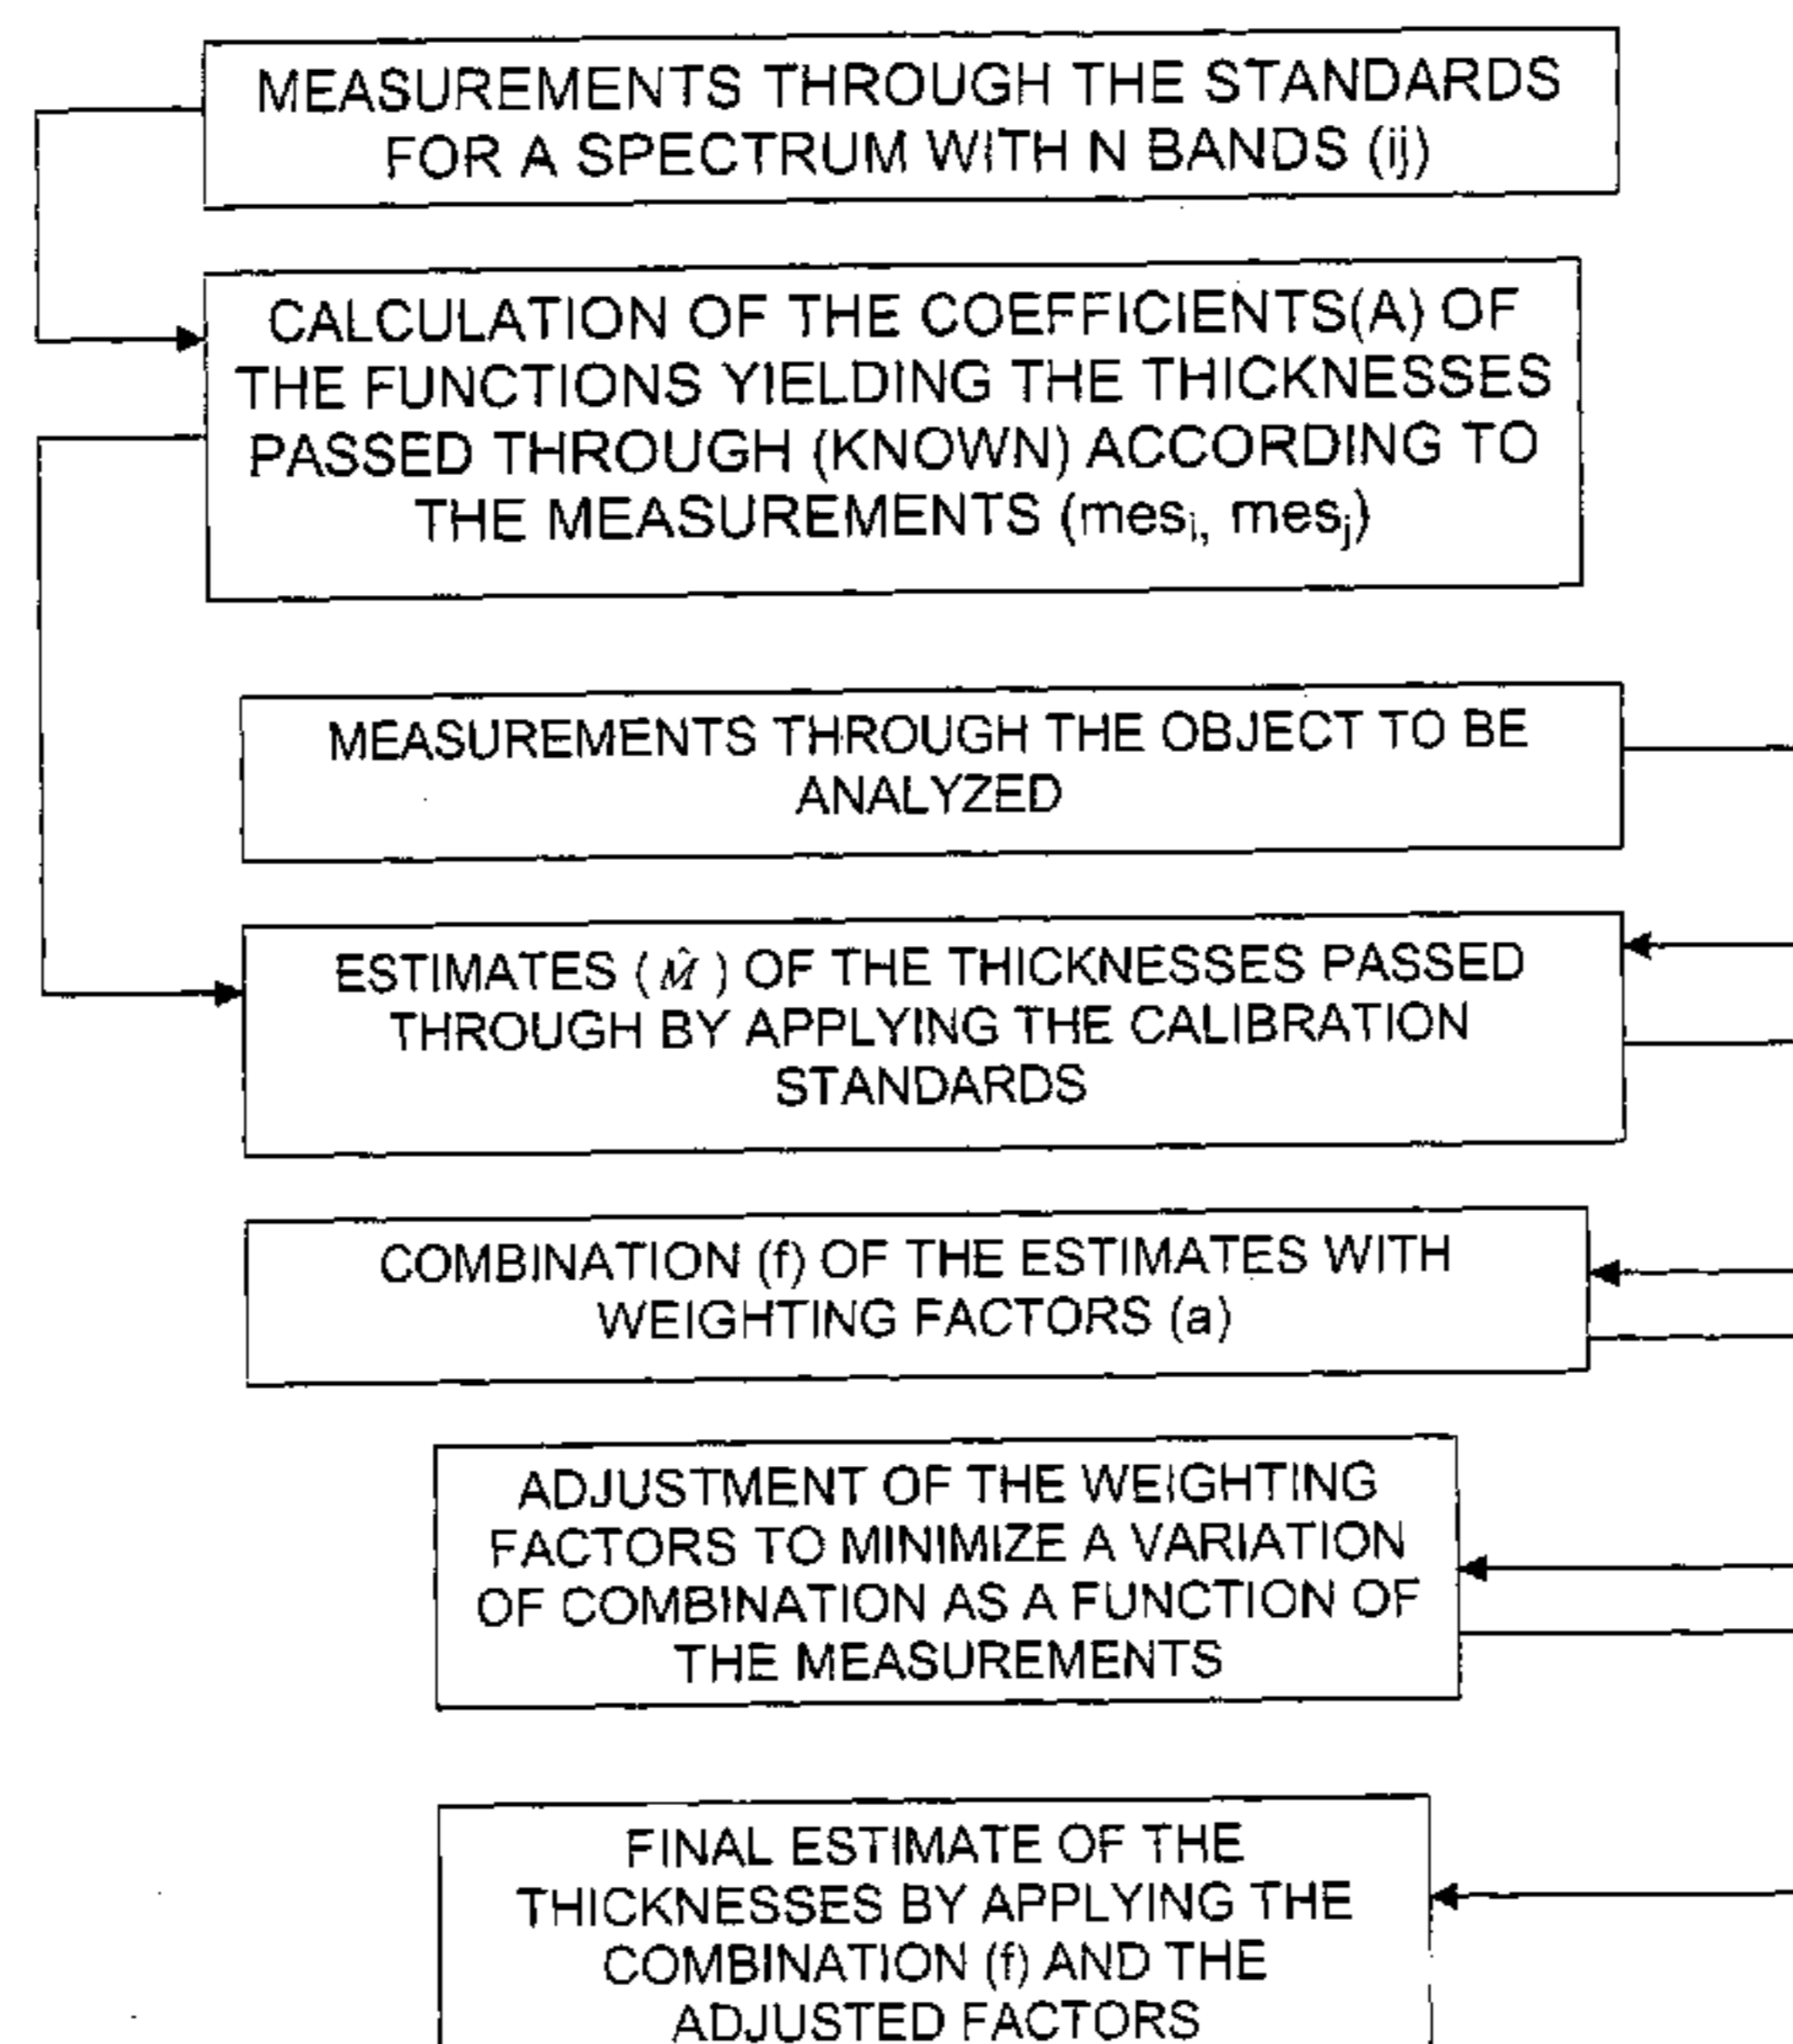 MEASUREMENTS THROUGH THE STANDARDS
FOR A SPECTRUM WITH N BANDS (ij)
CALCULATION OF THE COEFFICIENTS(A) OF
THE FUNCTIONS YIELDING THE THICKNESSES
PASSED THROUGH (KNOWN) ACCORDING TO
THE MEASUREMENTS (mesᵢ, mesⱼ)
MEASUREMENTS THROUGH THE OBJECT TO BE
ANALYZED
ESTIMATES (M̂) OF THE THICKNESSES PASSED
THROUGH BY APPLYING THE CALIBRATION
STANDARDS
COMBINATION (f) OF THE ESTIMATES WITH
WEIGHTING FACTORS (a)
ADJUSTMENT OF THE WEIGHTING
FACTORS TO MINIMIZE A VARIATION
OF COMBINATION AS A FUNCTION OF
THE MEASUREMENTS
FINAL ESTIMATE OF THE
THICKNESSES BY APPLYING THE
COMBINATION (f) AND THE
ADJUSTED FACTORS